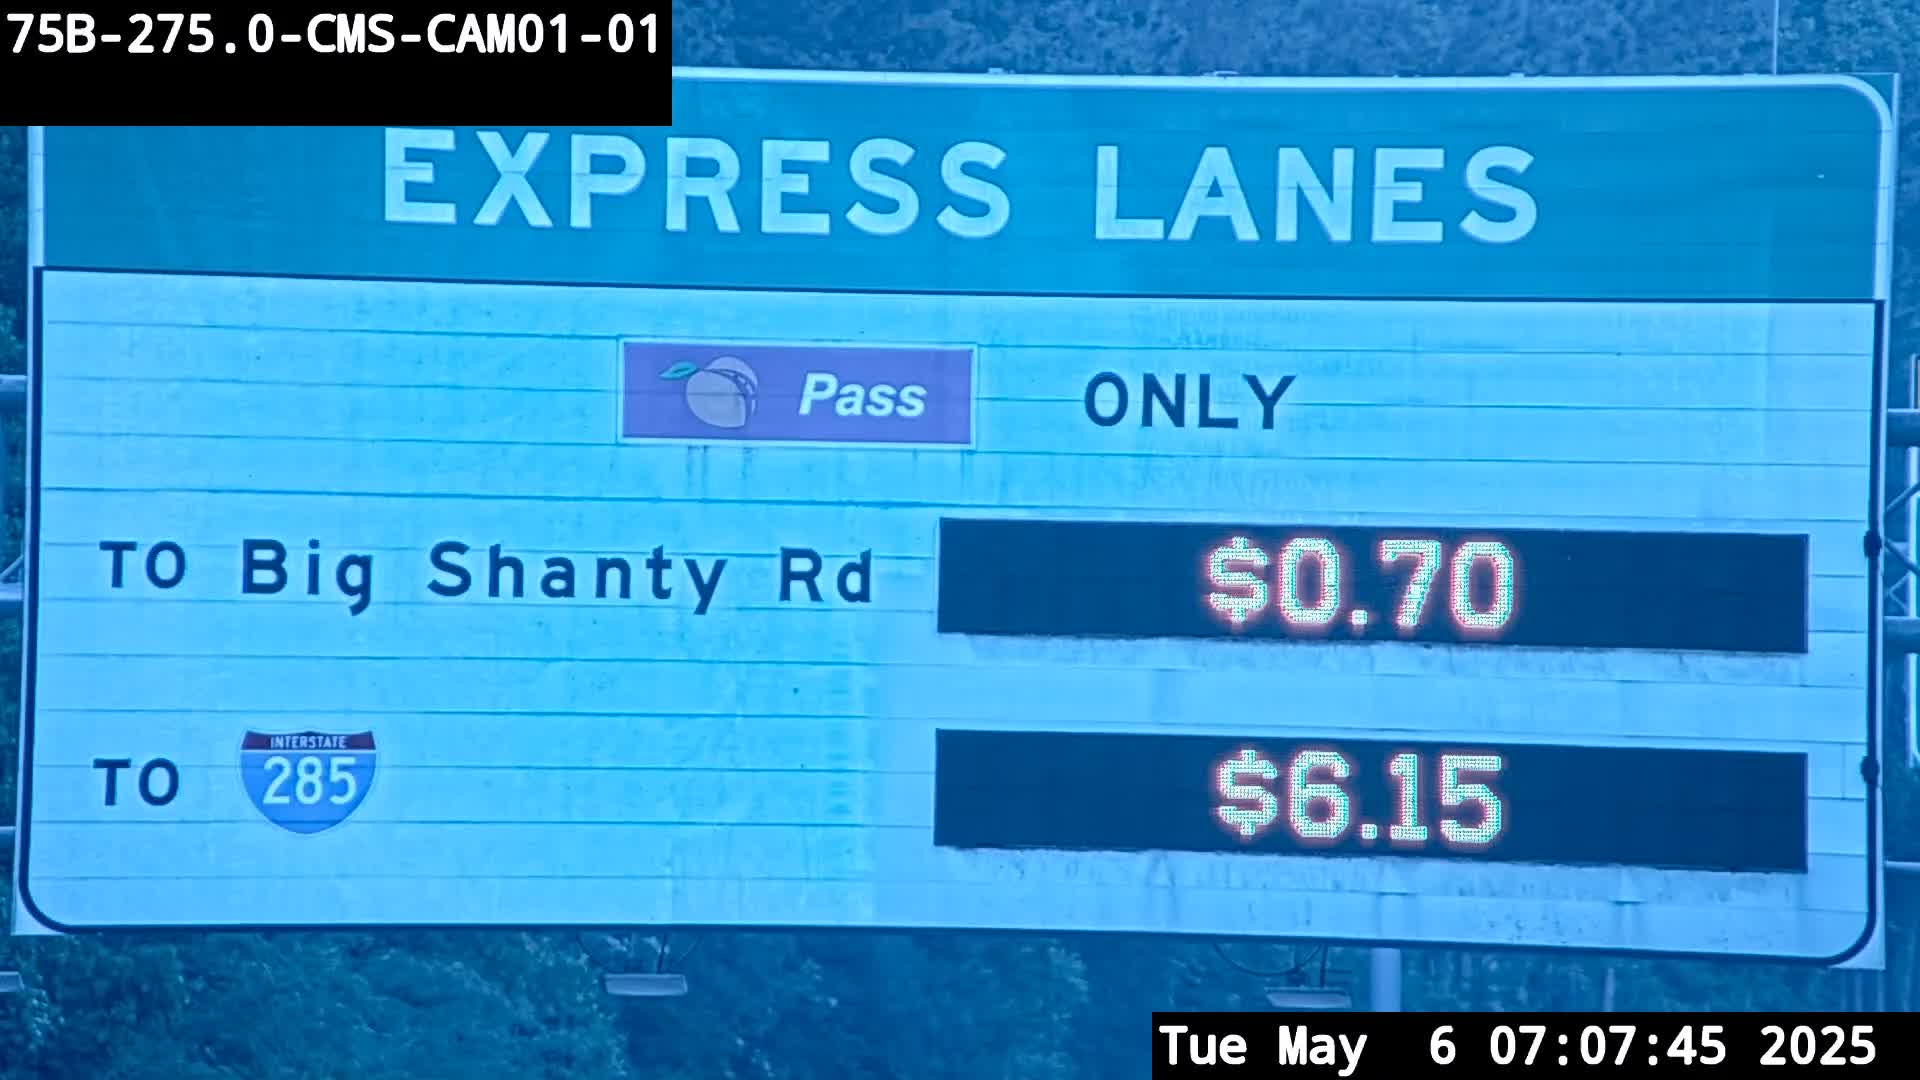 75B-275.0-CMS-CAM01-01
EXPRESS LANES
Pass ONLY
TO Big Shanty Rd $0.70
INTERSTATE
TO 285 $6.15
Tue May 6 07:07:45 2025